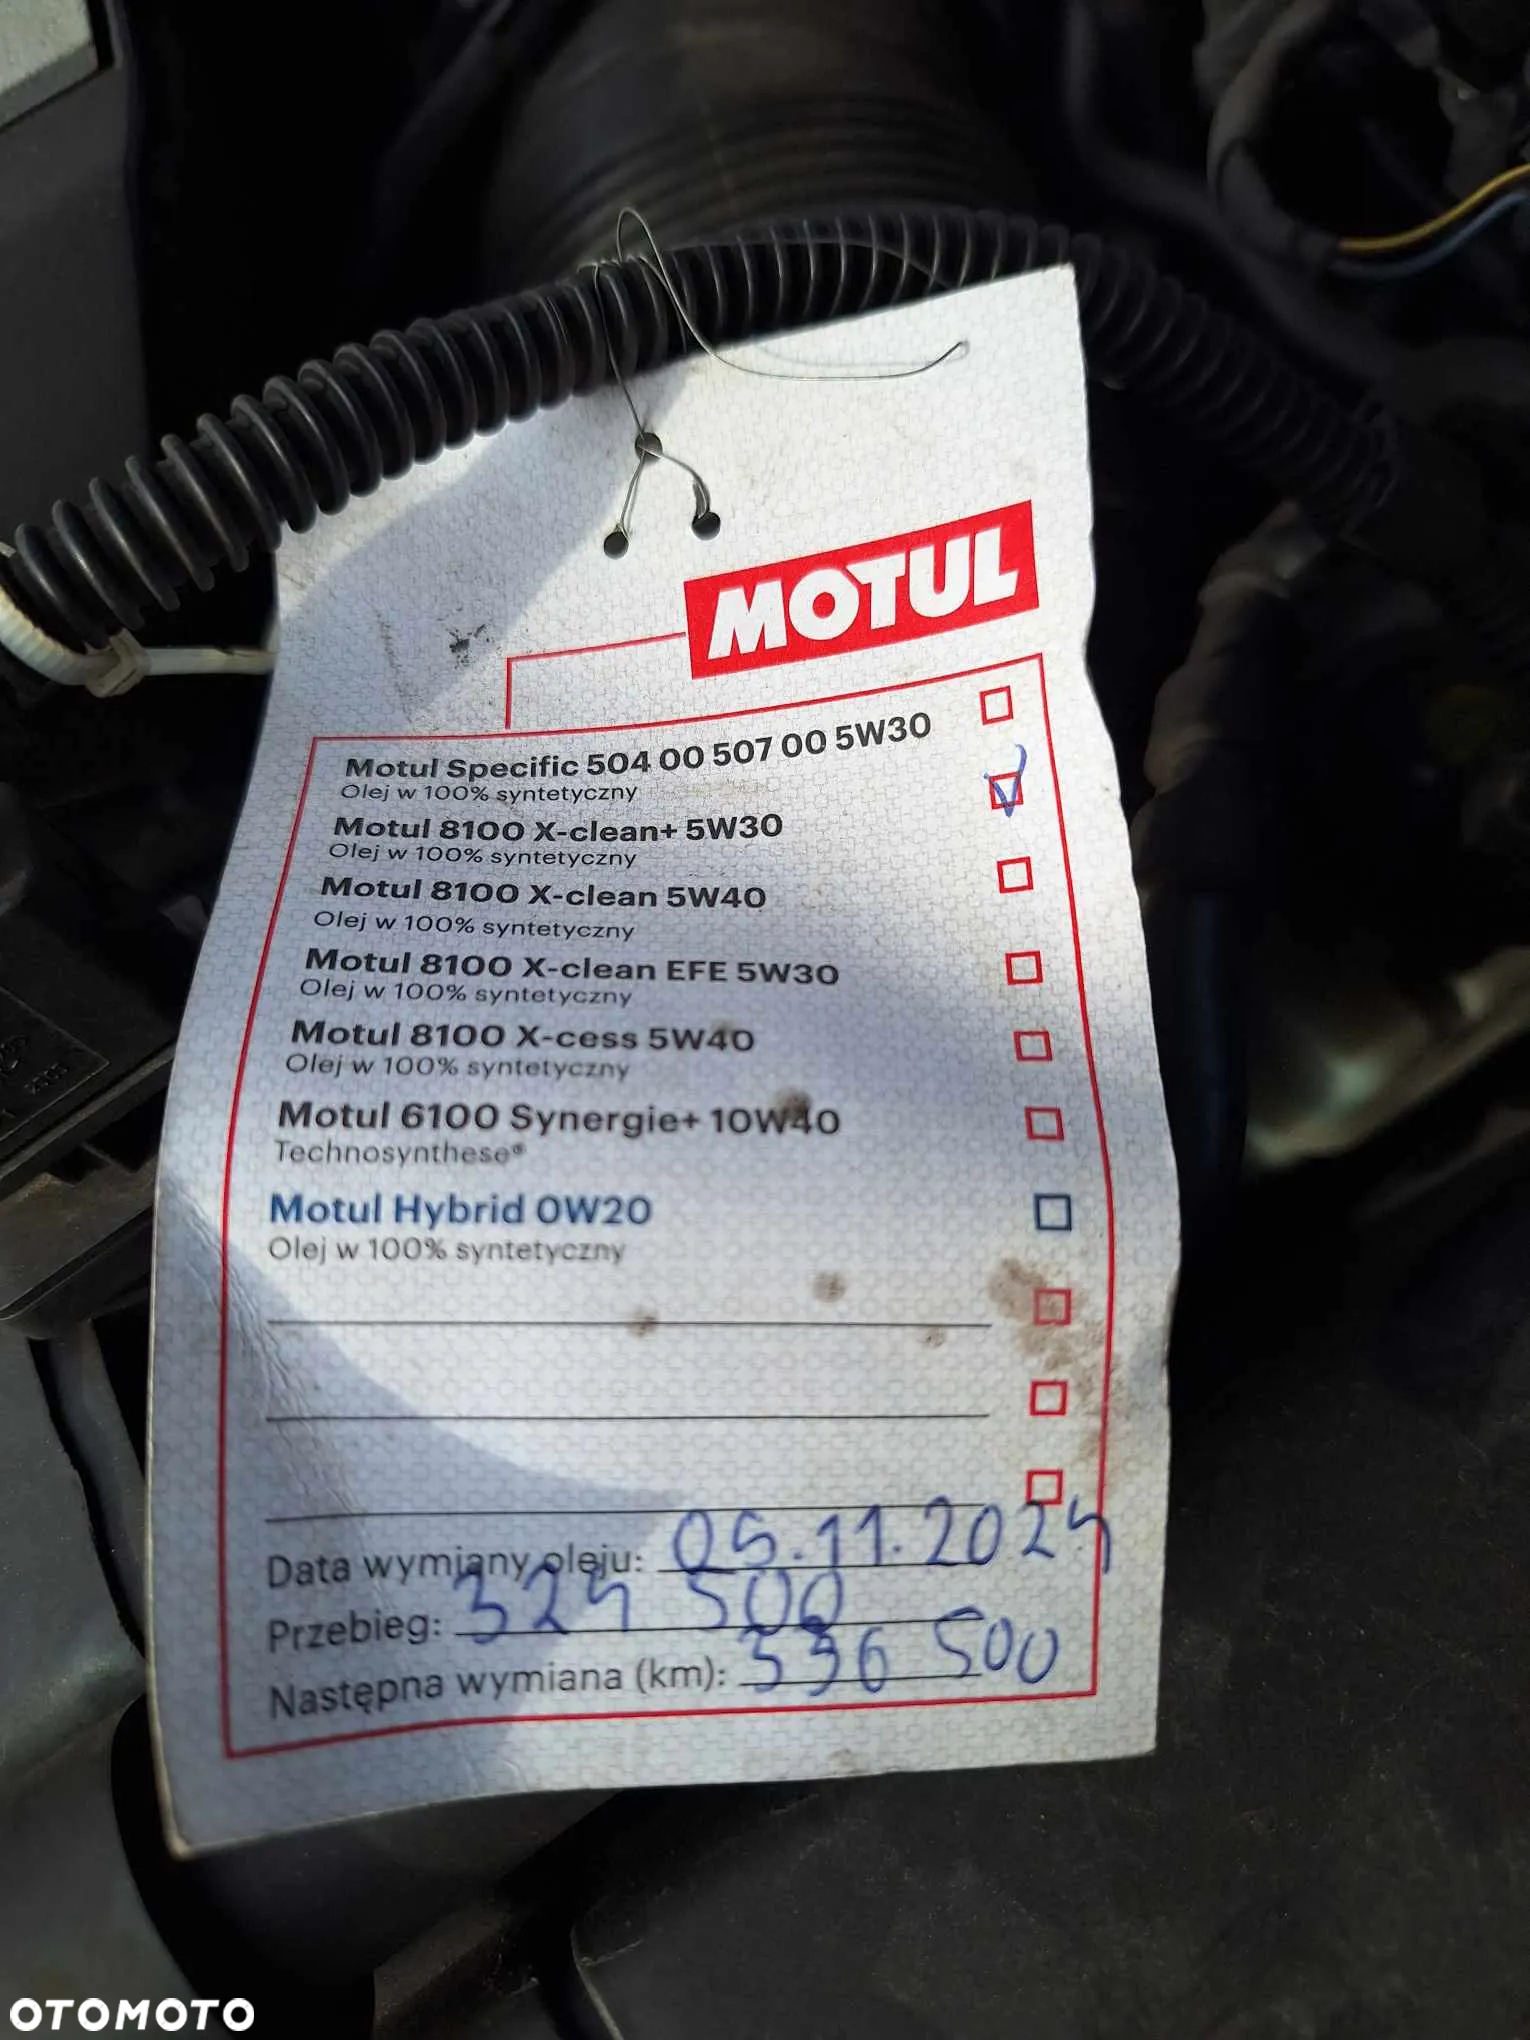 MOTUL
Motul Specific 504 00 507 00 5W30
Olej w 100% syntetyczny
Motul 8100 X-clean+ 5W30
Olej w 100% syntetyczny
Motul 8100 X-clean 5W40
Olej w 100% syntetyczny
Motul 8100 X-clean EFE 5W30
Olej w 100% syntetyczny
Motul 8100 X-cess 5W40
Olej w 100% syntetyczny
Motul 6100 Synergie+ 10W40
Technosynthese®
Motul Hybrid 0W20
Olej w 100% syntetyczny
Data wymiany oleju: 05.11.2024
Przebieg: 324 500
Następna wymiana (km): 336 500
OTOMOTO